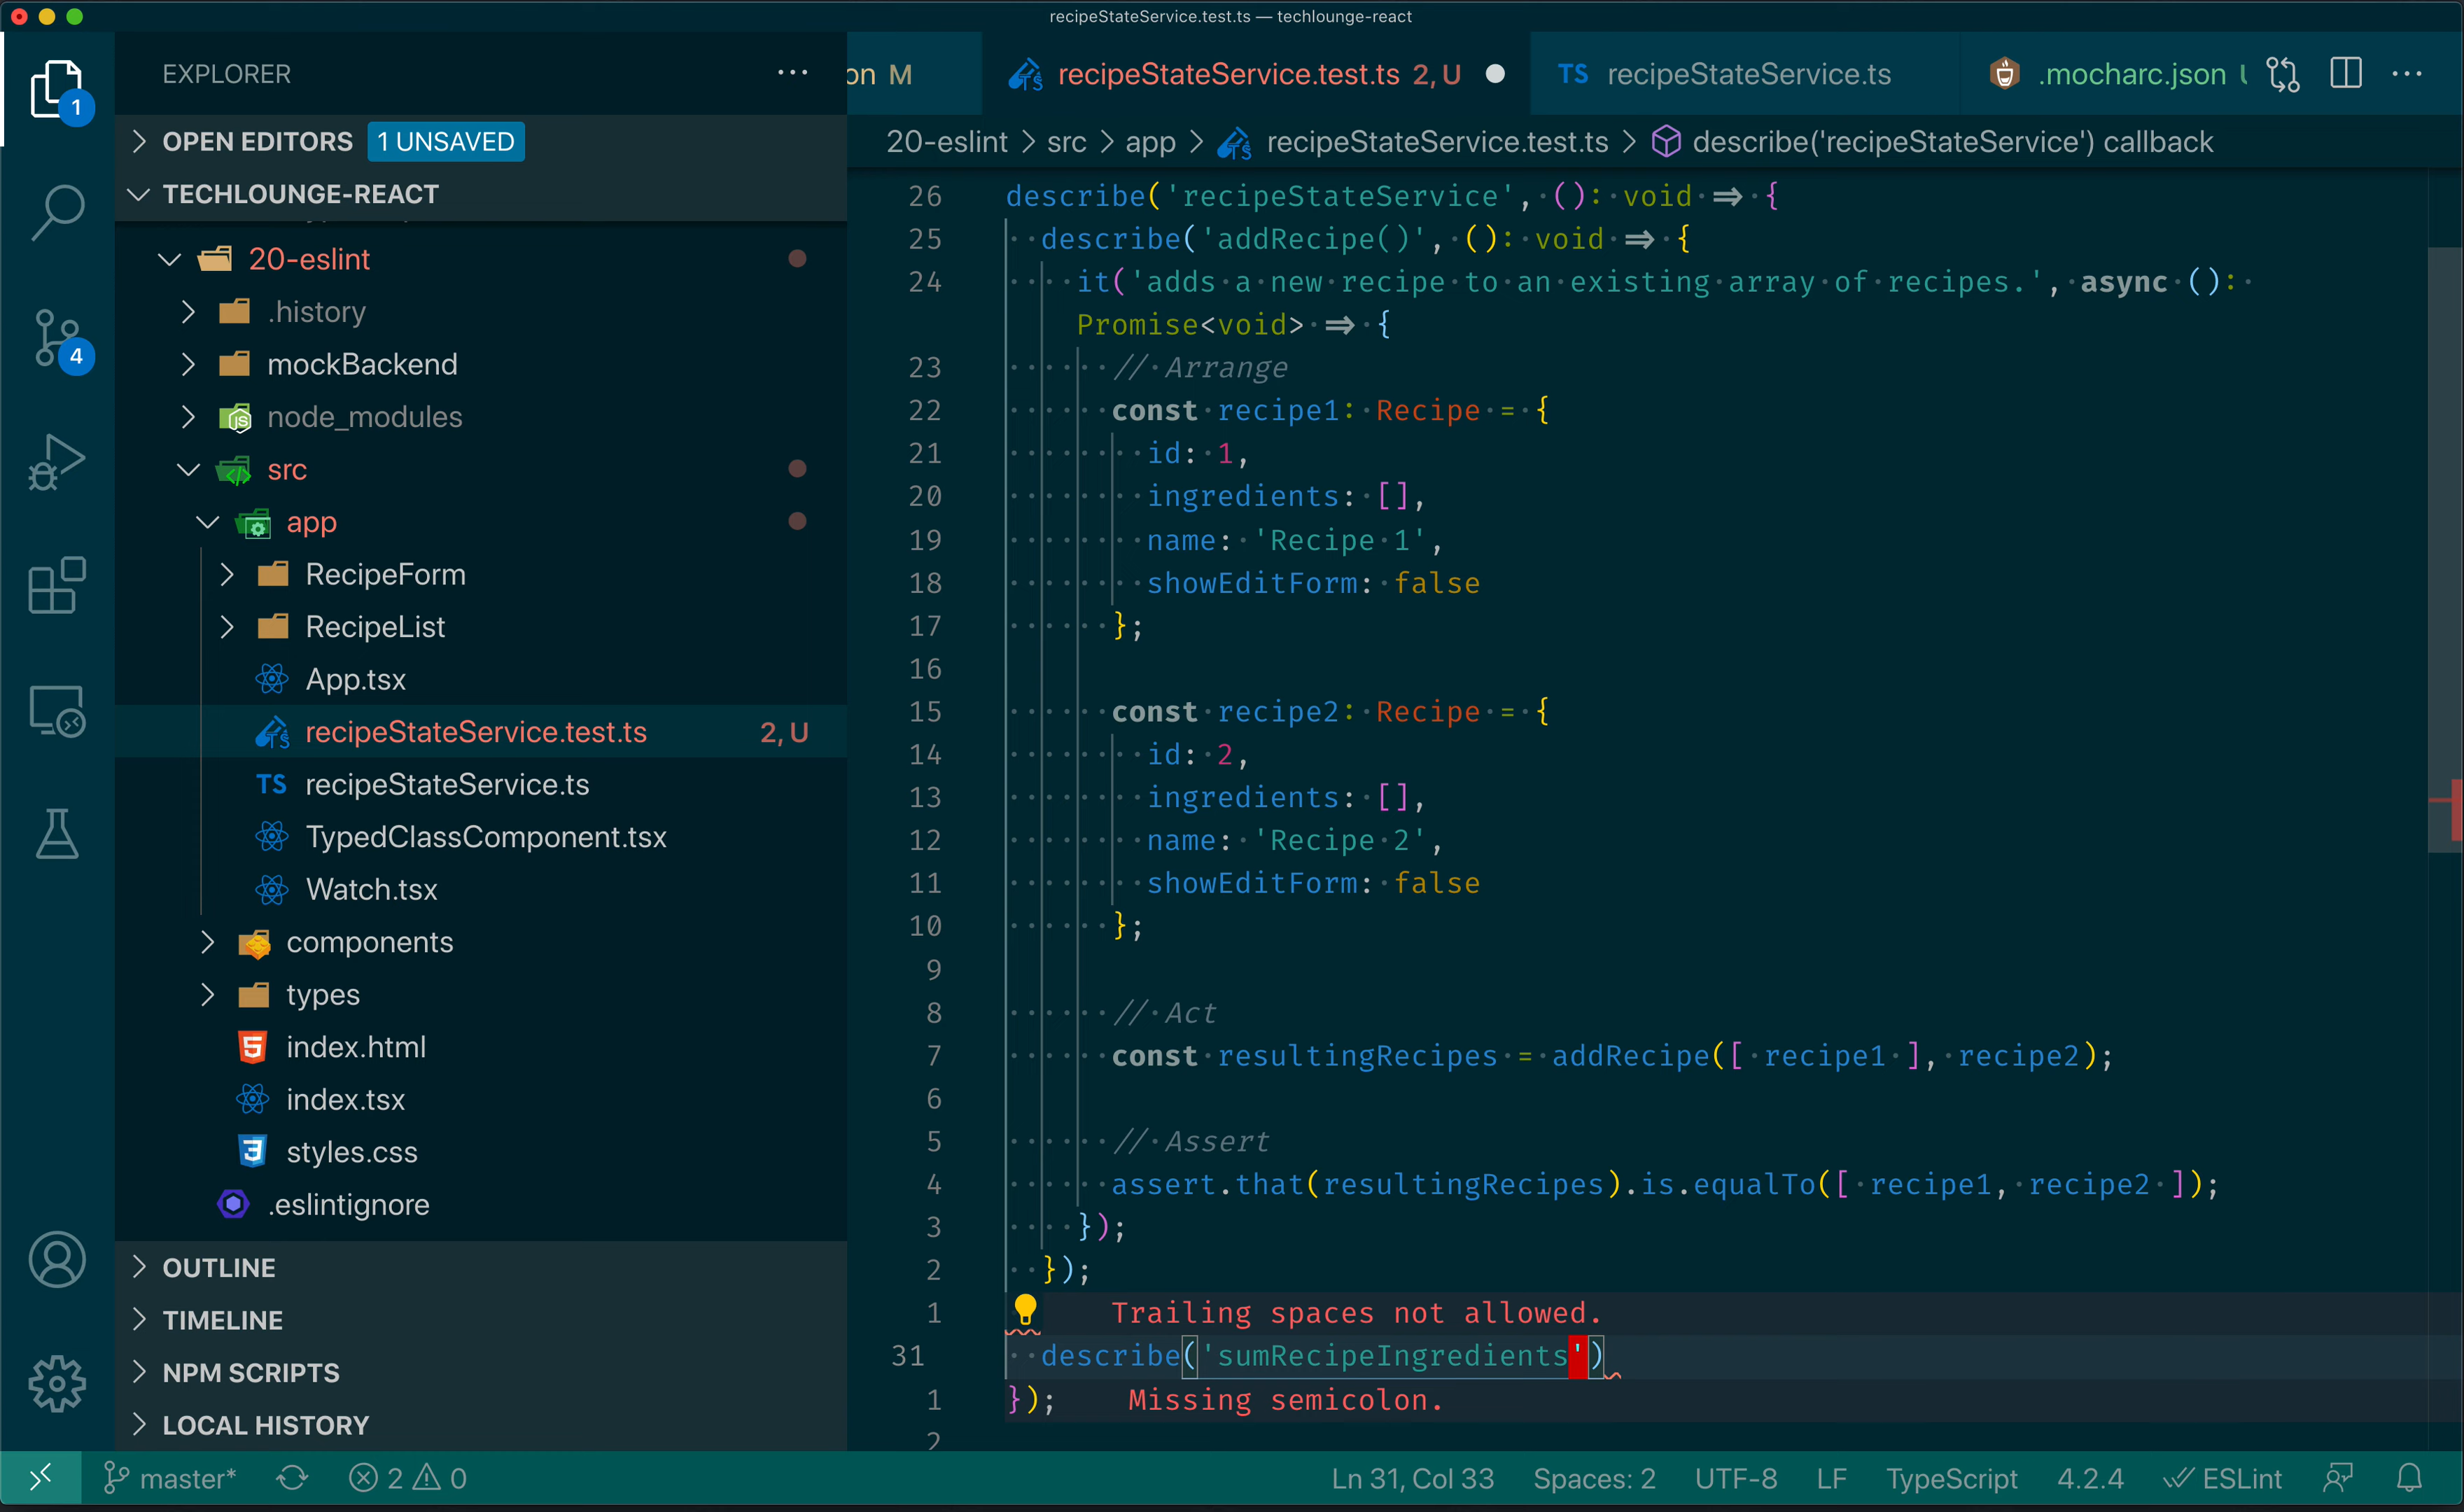 recipeStateService.test.ts — techlounge-react
EXPLORER
on M
recipeStateService.test.ts 2, U
TS recipeStateService.ts
.mocharc.json
1
OPEN EDITORS 1 UNSAVED
20-eslint > src > app > recipeStateService.test.ts > describe('recipeStateService') callback
TECHLOUNGE-REACT
20-eslint
.history
mockBackend
node_modules
src
app
RecipeForm
RecipeList
App.tsx
recipeStateService.test.ts 2, U
TS recipeStateService.ts
TypedClassComponent.tsx
Watch.tsx
components
types
index.html
index.tsx
styles.css
.eslintignore
OUTLINE
TIMELINE
NPM SCRIPTS
LOCAL HISTORY
4
26 describe('recipeStateService', (): void ⇒ {
25 describe('addRecipe()', (): void ⇒ {
24 it('adds a new recipe to an existing array of recipes.', async ():
Promise<void> ⇒ {
23 // Arrange
22 const recipe1: Recipe = {
21 id: 1,
20 ingredients: [],
19 name: 'Recipe 1',
18 showEditForm: false
17 };
16
15 const recipe2: Recipe = {
14 id: 2,
13 ingredients: [],
12 name: 'Recipe 2',
11 showEditForm: false
10 };
9
8 // Act
7 const resultingRecipes = addRecipe([ recipe1 ], recipe2);
6
5 // Assert
4 assert.that(resultingRecipes).is.equalTo([ recipe1, recipe2 ]);
3 });
2 });
1 Trailing spaces not allowed.
31 describe('sumRecipeIngredients')
1 }); Missing semicolon.
2
master* 2 0 Ln 31, Col 33 Spaces: 2 UTF-8 LF TypeScript 4.2.4 ESLint